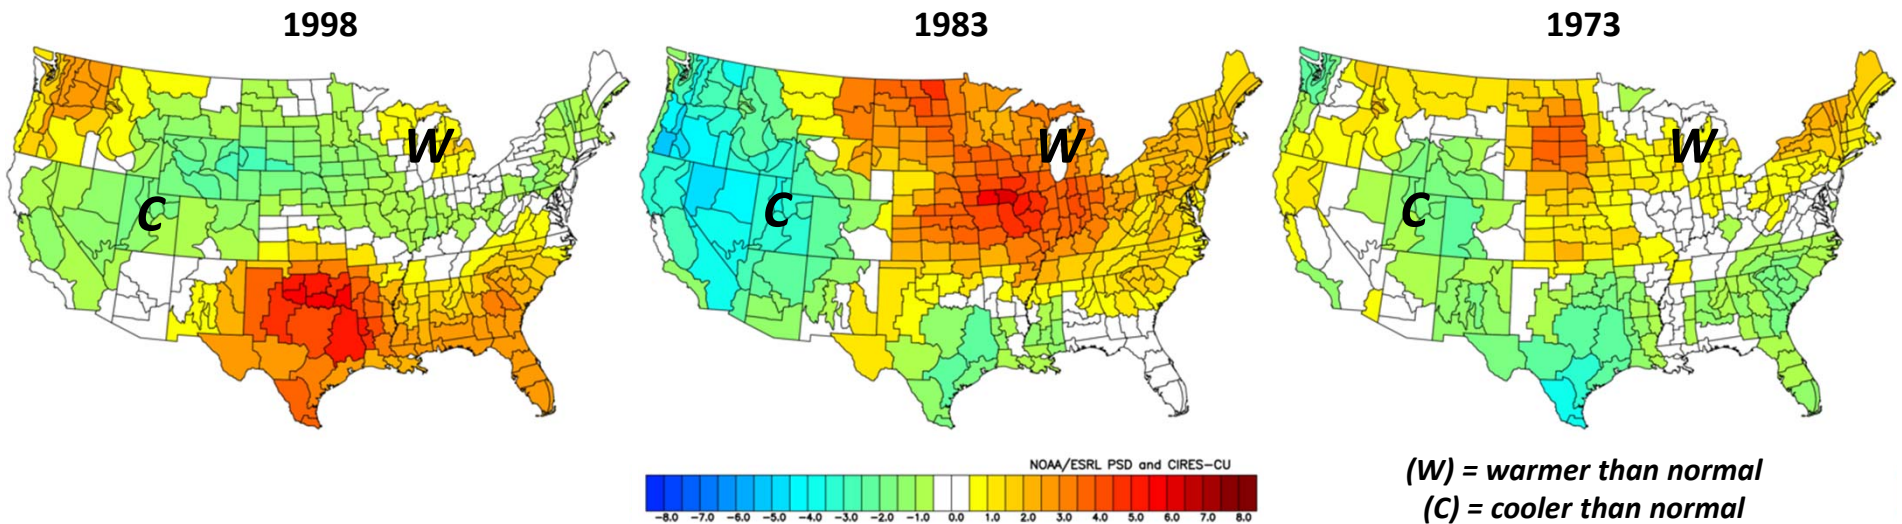 1998
1983
1973
W
W
W
C
C
C
NOAA/ESRL PSD and CIRES-CU
-8.0 -7.0 -6.0 -5.0 -4.0 -3.0 -2.0 -1.0 0.0 1.0 2.0 3.0 4.0 5.0 6.0 7.0 8.0
(W) = warmer than normal
(C) = cooler than normal